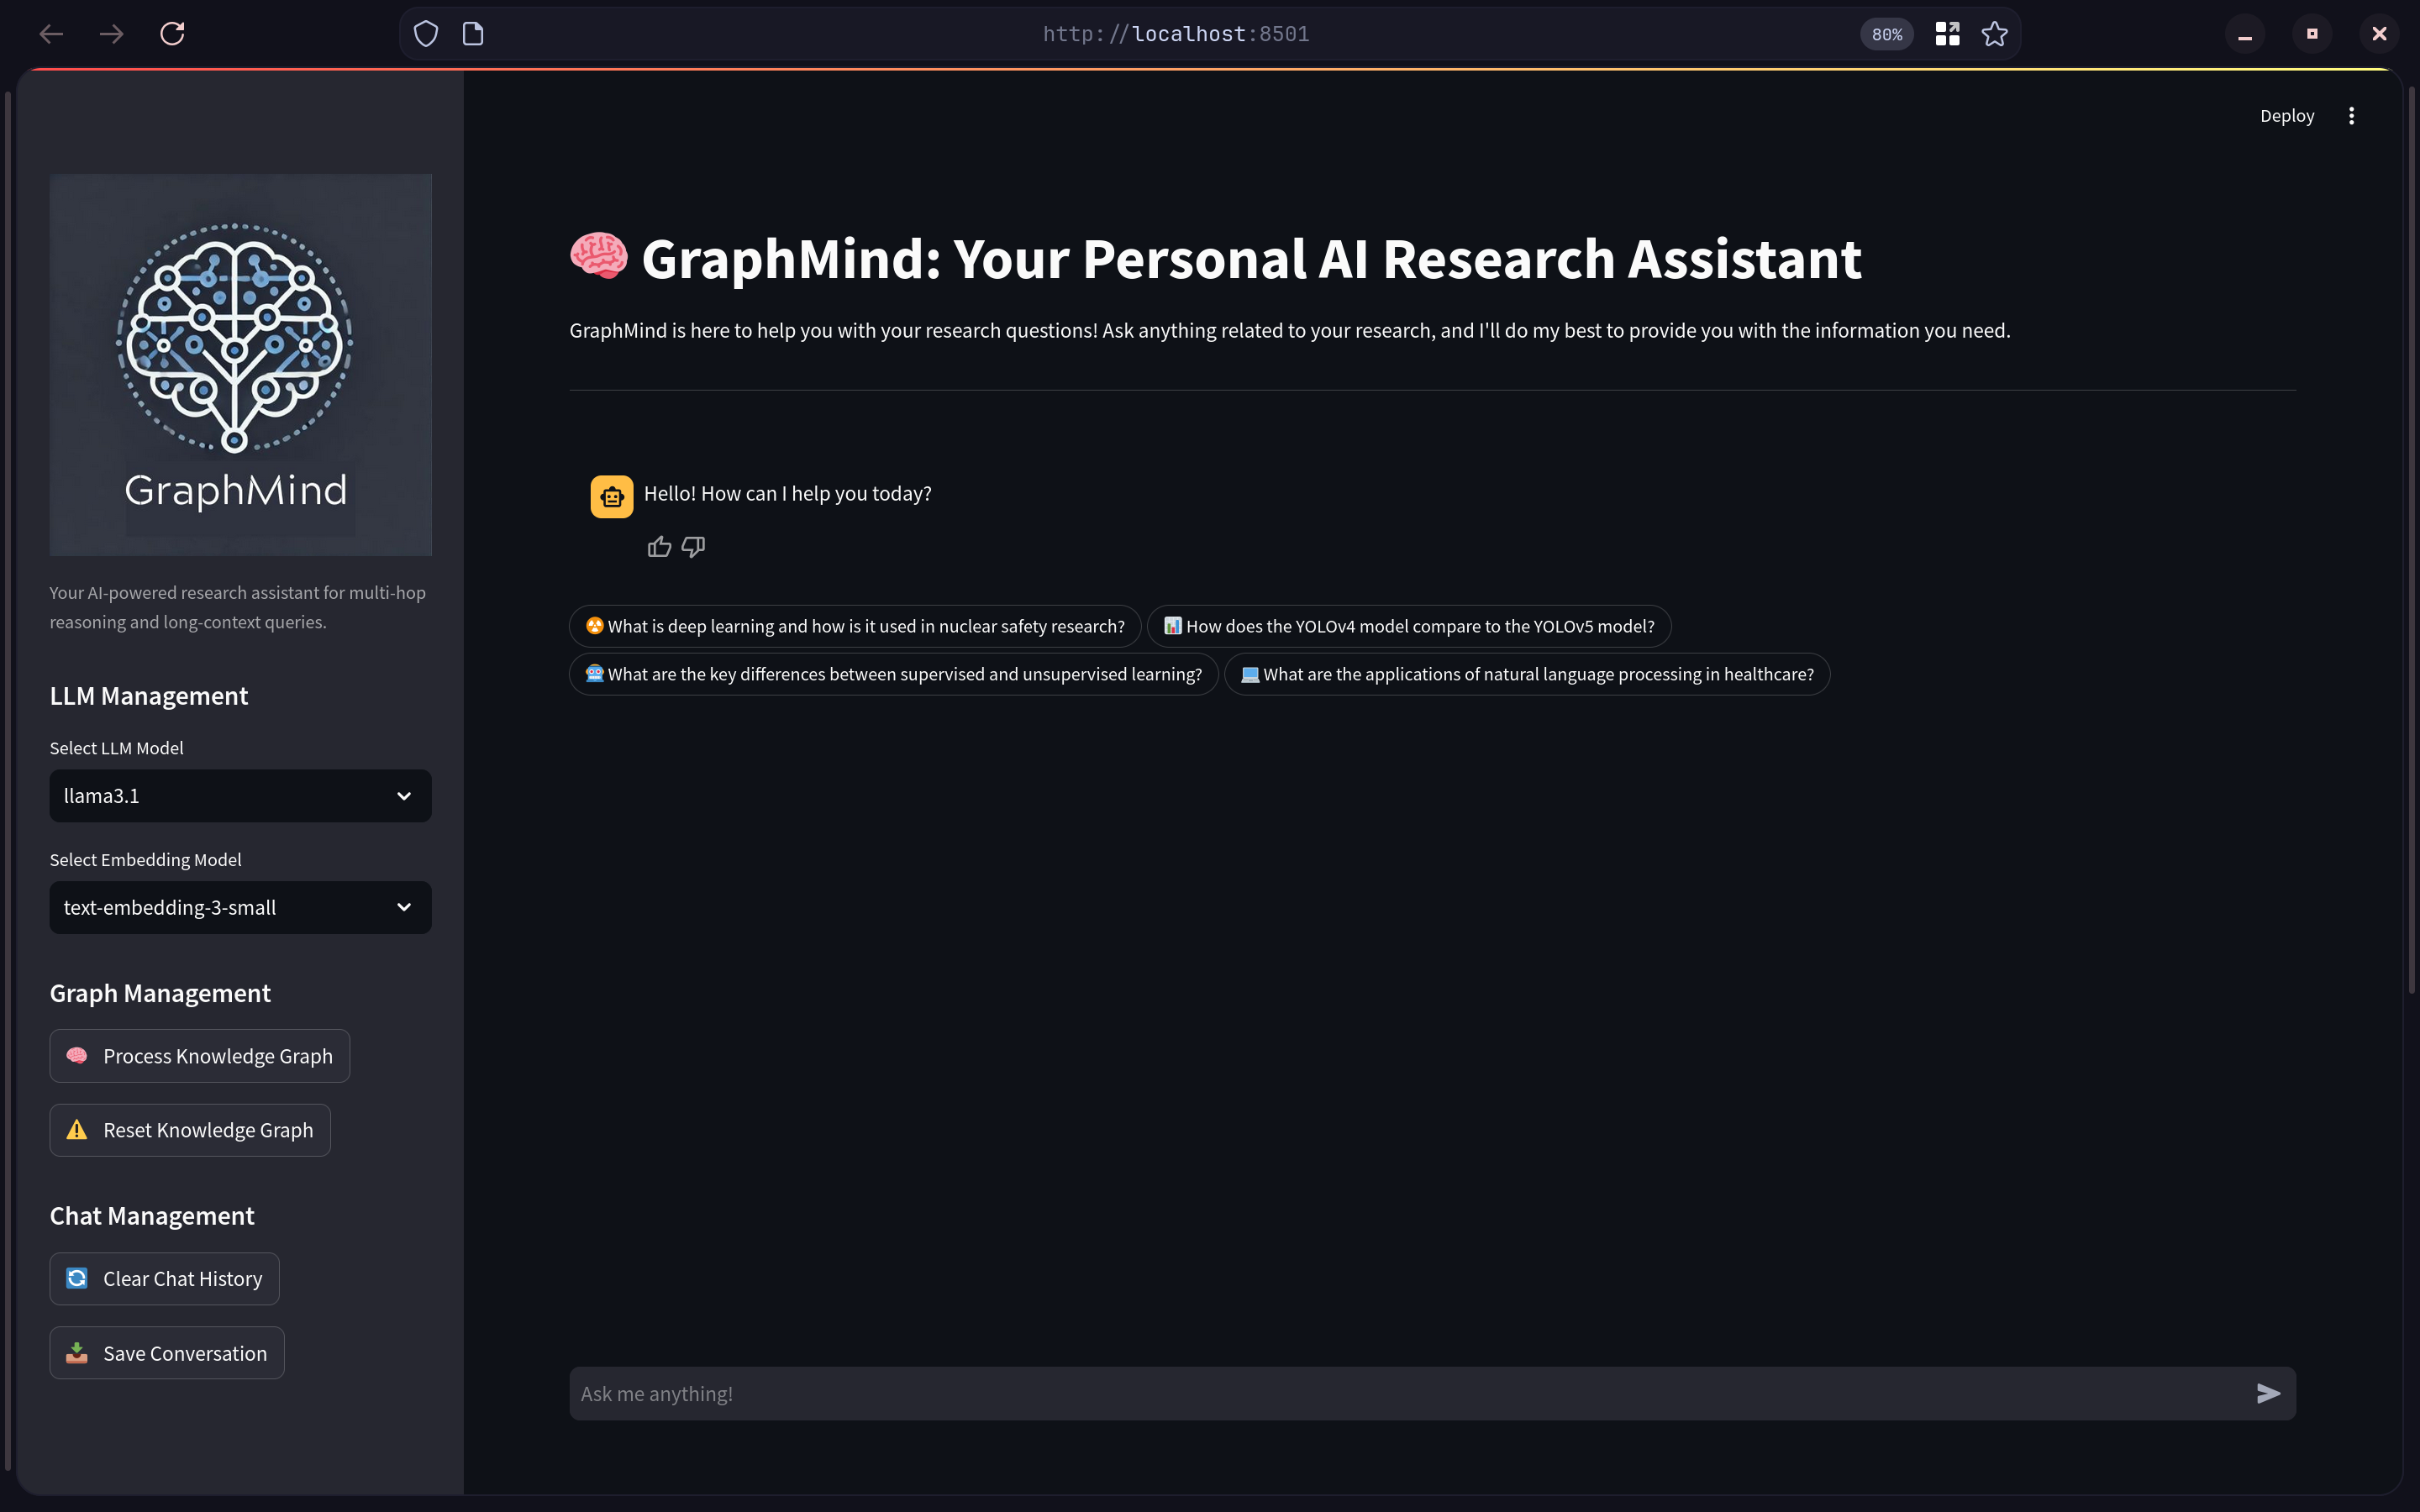 http://localhost:8501
80%
Deploy
GraphMind
Your AI-powered research assistant for multi-hop
reasoning and long-context queries.
LLM Management
Select LLM Model
llama3.1
Select Embedding Model
text-embedding-3-small
Graph Management
Process Knowledge Graph
Reset Knowledge Graph
Chat Management
Clear Chat History
Save Conversation
GraphMind: Your Personal AI Research Assistant
GraphMind is here to help you with your research questions! Ask anything related to your research, and I'll do my best to provide you with the information you need.
Hello! How can I help you today?
What is deep learning and how is it used in nuclear safety research?
How does the YOLOv4 model compare to the YOLOv5 model?
What are the key differences between supervised and unsupervised learning?
What are the applications of natural language processing in healthcare?
Ask me anything!